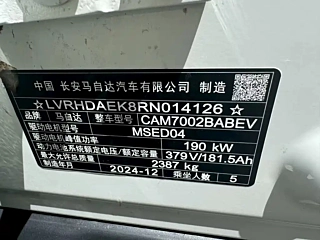 中国 长安马自达汽车有限公司 制造
☆LVRHDAEK8RN014126☆
品牌 马自达 整车型号 CAM7002BABEV
驱动电机型号 MSED04
驱动电机峰值功率 190 kW
动力电池系统额定电压/额定容量 379V/181.5Ah
最大允许总质量 2387 kg
制造年月 2024-12 乘坐人数 5